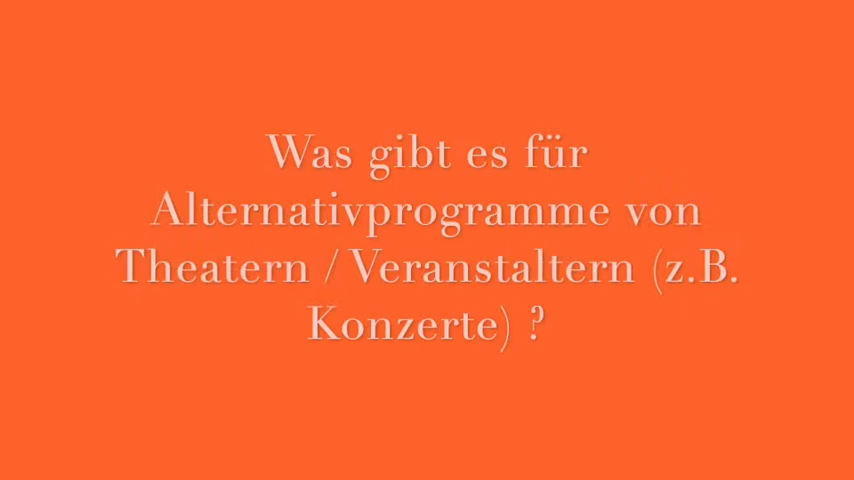 Was gibt es für
Alternativprogramme von
Theatern / Veranstaltern (z.B.
Konzerte) ?